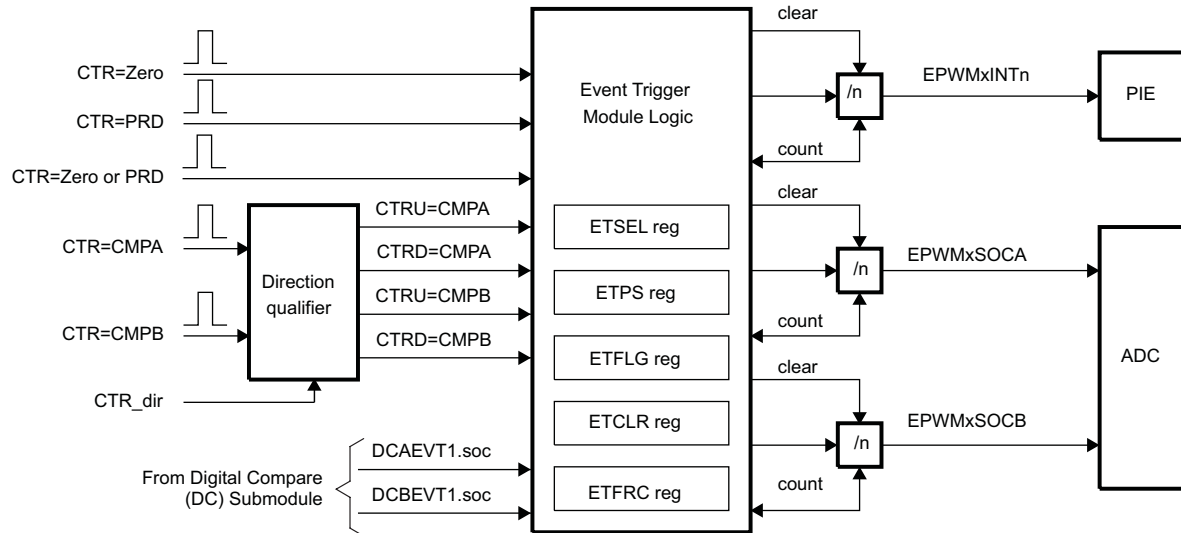 CTR=Zero
CTR=PRD
CTR=Zero or PRD
CTR=CMPA
CTR=CMPB
CTR_dir
Direction
qualifier
CTRU=CMPA
CTRD=CMPA
CTRU=CMPB
CTRD=CMPB
From Digital Compare
(DC) Submodule
DCAEVT1.soc
DCBEVT1.soc
Event Trigger
Module Logic
ETSEL reg
ETPS reg
ETFLG reg
ETCLR reg
ETFRC reg
clear
/n
count
EPWMxINTn
PIE
clear
/n
count
EPWMxSOCA
clear
/n
count
EPWMxSOCB
ADC